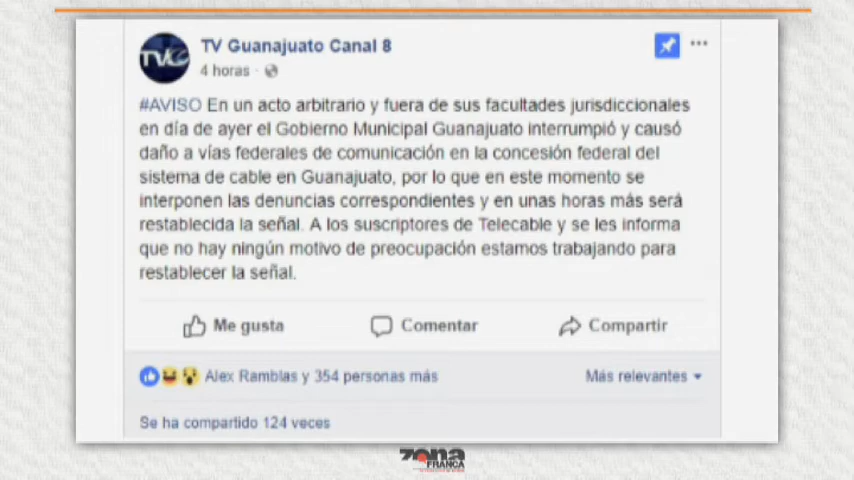 TVG
TV Guanajuato Canal 8
4 horas ·
#AVISO En un acto arbitrario y fuera de sus facultades jurisdiccionales
en día de ayer el Gobierno Municipal Guanajuato interrumpió y causó
daño a vías federales de comunicación en la concesión federal del
sistema de cable en Guanajuato, por lo que en este momento se
interponen las denuncias correspondientes y en unas horas más será
restablecida la señal. A los suscriptores de Telecable y se les informa
que no hay ningún motivo de preocupación estamos trabajando para
restablecer la señal.
Me gusta Comentar Compartir
Alex Ramblas y 354 personas más Más relevantes
Se ha compartido 124 veces
zona
FRANCA